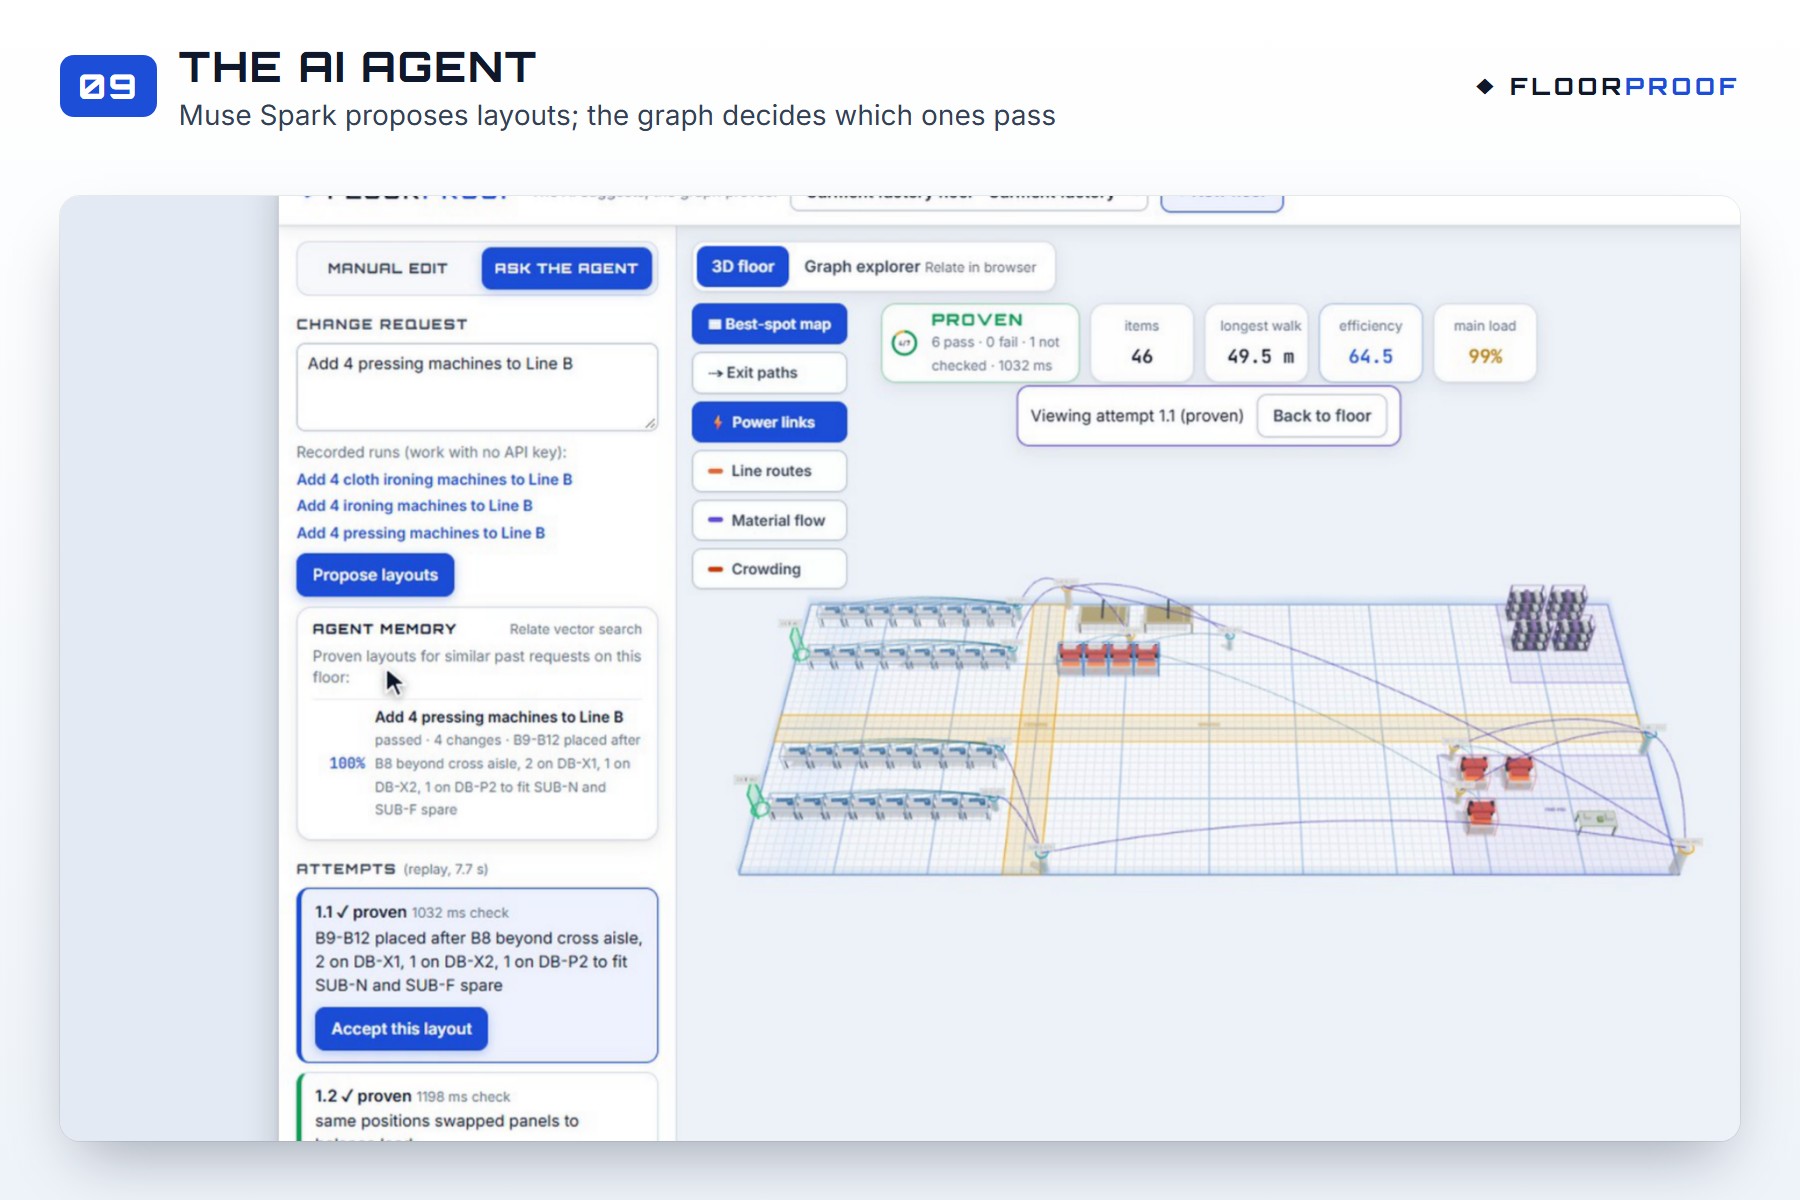 09
THE AI AGENT
Muse Spark proposes layouts; the graph decides which ones pass
FLOORPROOF
MANUAL EDIT
ASK THE AGENT
CHANGE REQUEST
Add 4 pressing machines to Line B
Recorded runs (work with no API key):
Add 4 cloth ironing machines to Line B
Add 4 ironing machines to Line B
Add 4 pressing machines to Line B
Propose layouts
AGENT MEMORY
Relate vector search
Proven layouts for similar past requests on this
floor:
100%
Add 4 pressing machines to Line B
passed · 4 changes · B9-B12 placed after
B8 beyond cross aisle, 2 on DB-X1, 1 on
DB-X2, 1 on DB-P2 to fit SUB-N and
SUB-F spare
ATTEMPTS (replay, 7.7 s)
1.1 ✓ proven 1032 ms check
B9-B12 placed after B8 beyond cross aisle,
2 on DB-X1, 1 on DB-X2, 1 on DB-P2 to fit
SUB-N and SUB-F spare
Accept this layout
1.2 ✓ proven 1198 ms check
same positions swapped panels to
3D floor
Graph explorer Relate in browser
Best-spot map
Exit paths
Power links
Line routes
Material flow
Crowding
PROVEN
6 pass · 0 fail · 1 not
checked · 1032 ms
items
46
longest walk
49.5 m
efficiency
64.5
main load
99%
Viewing attempt 1.1 (proven)
Back to floor